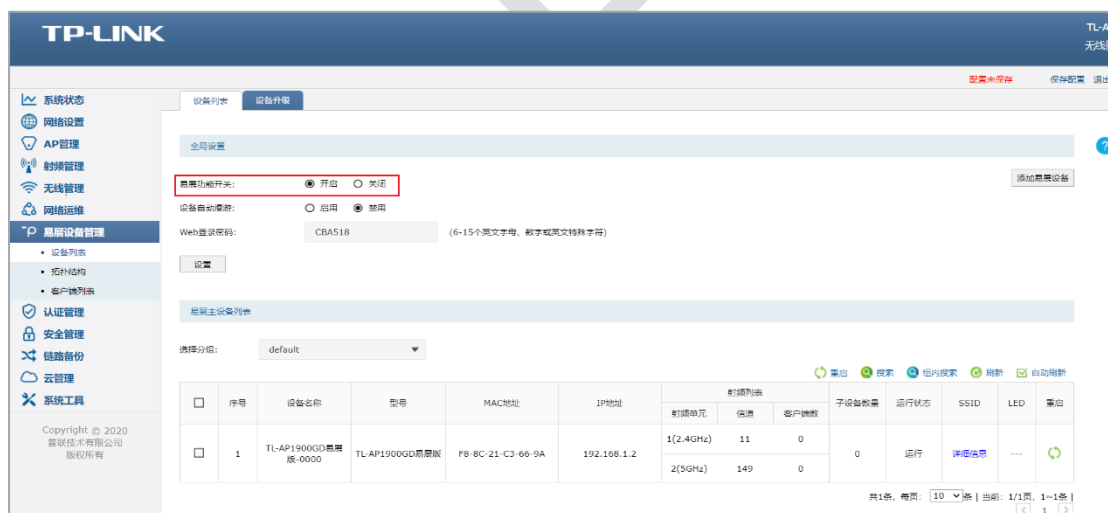 TP-LINK
TL-A
无线
配置未保存 保存配置 退出
系统状态
网络设置
AP管理
射频管理
无线管理
网络运维
易展设备管理
• 设备列表
• 拓扑结构
• 客户端列表
认证管理
安全管理
链路备份
云管理
系统工具
Copyright © 2020
普联技术有限公司
版权所有
设备列表 设备升级
全局设置
添加易展设备
易展功能开关: 开启 关闭
设备自动漫游: 启用 禁用
Web登录密码: CBA518 (6-15个英文字母、数字或英文特殊字符)
设置
易展主设备列表
选择分组: default
重启 搜索 组内搜索 刷新 自动刷新
序号 设备名称 型号 MAC地址 IP地址 射频列表 子设备数量 运行状态 SSID LED 重启
射频单元 信道 客户端数
1 TL-AP1900GD易展版-0000 TL-AP1900GD易展版 F8-8C-21-C3-66-9A 192.168.1.2 1(2.4GHz) 11 0 0 运行 详细信息 ---
2(5GHz) 149 0
共1条, 每页: 10 条 | 当前: 1/1页, 1~1条 |
< 1 >